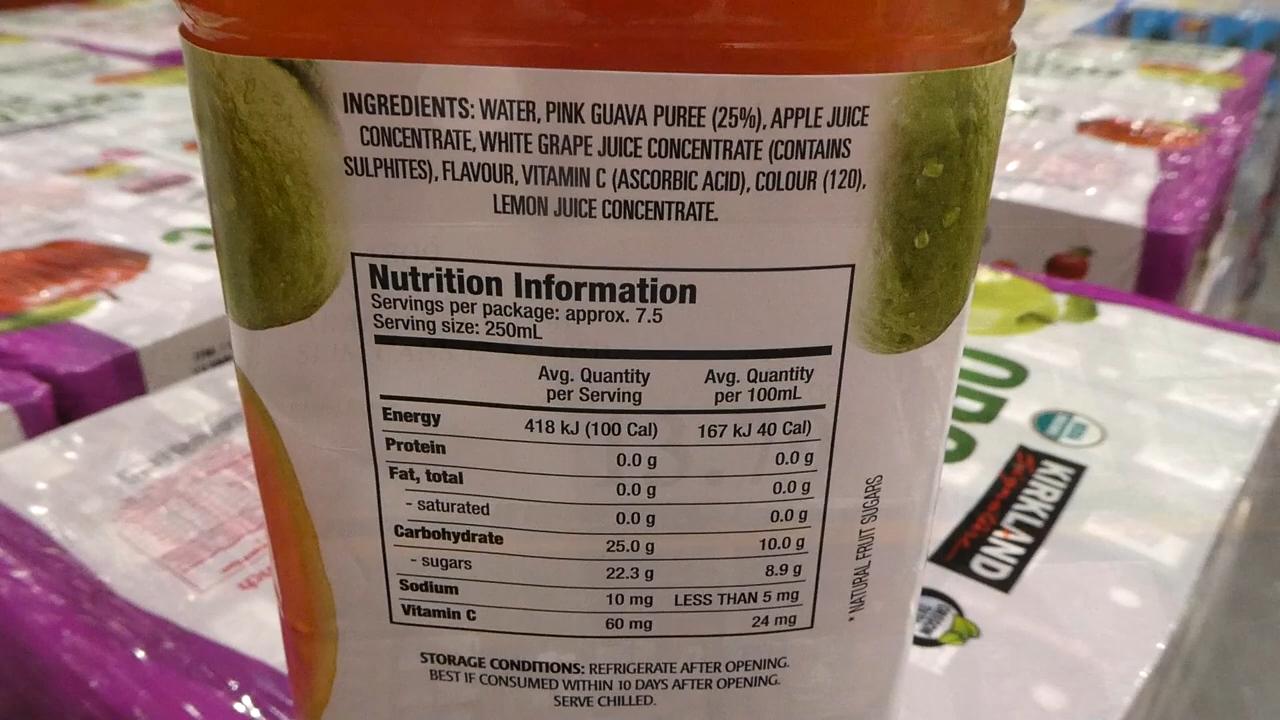 INGREDIENTS: WATER, PINK GUAVA PUREE (25%), APPLE JUICE
CONCENTRATE, WHITE GRAPE JUICE CONCENTRATE (CONTAINS
SULPHITES), FLAVOUR, VITAMIN C (ASCORBIC ACID), COLOUR (120),
LEMON JUICE CONCENTRATE.
Nutrition Information
Servings per package: approx. 7.5
Serving size: 250mL
Avg. Quantity per Serving Avg. Quantity per 100mL
Energy 418 kJ (100 Cal) 167 kJ 40 Cal)
Protein 0.0 g 0.0 g
Fat, total 0.0 g 0.0 g
- saturated 0.0 g 0.0 g
Carbohydrate 25.0 g 10.0 g
- sugars 22.3 g 8.9 g
Sodium 10 mg LESS THAN 5 mg
Vitamin C 60 mg 24 mg
* NATURAL FRUIT SUGARS
STORAGE CONDITIONS: REFRIGERATE AFTER OPENING.
BEST IF CONSUMED WITHIN 10 DAYS AFTER OPENING.
SERVE CHILLED.
KIRKLAND
Signature